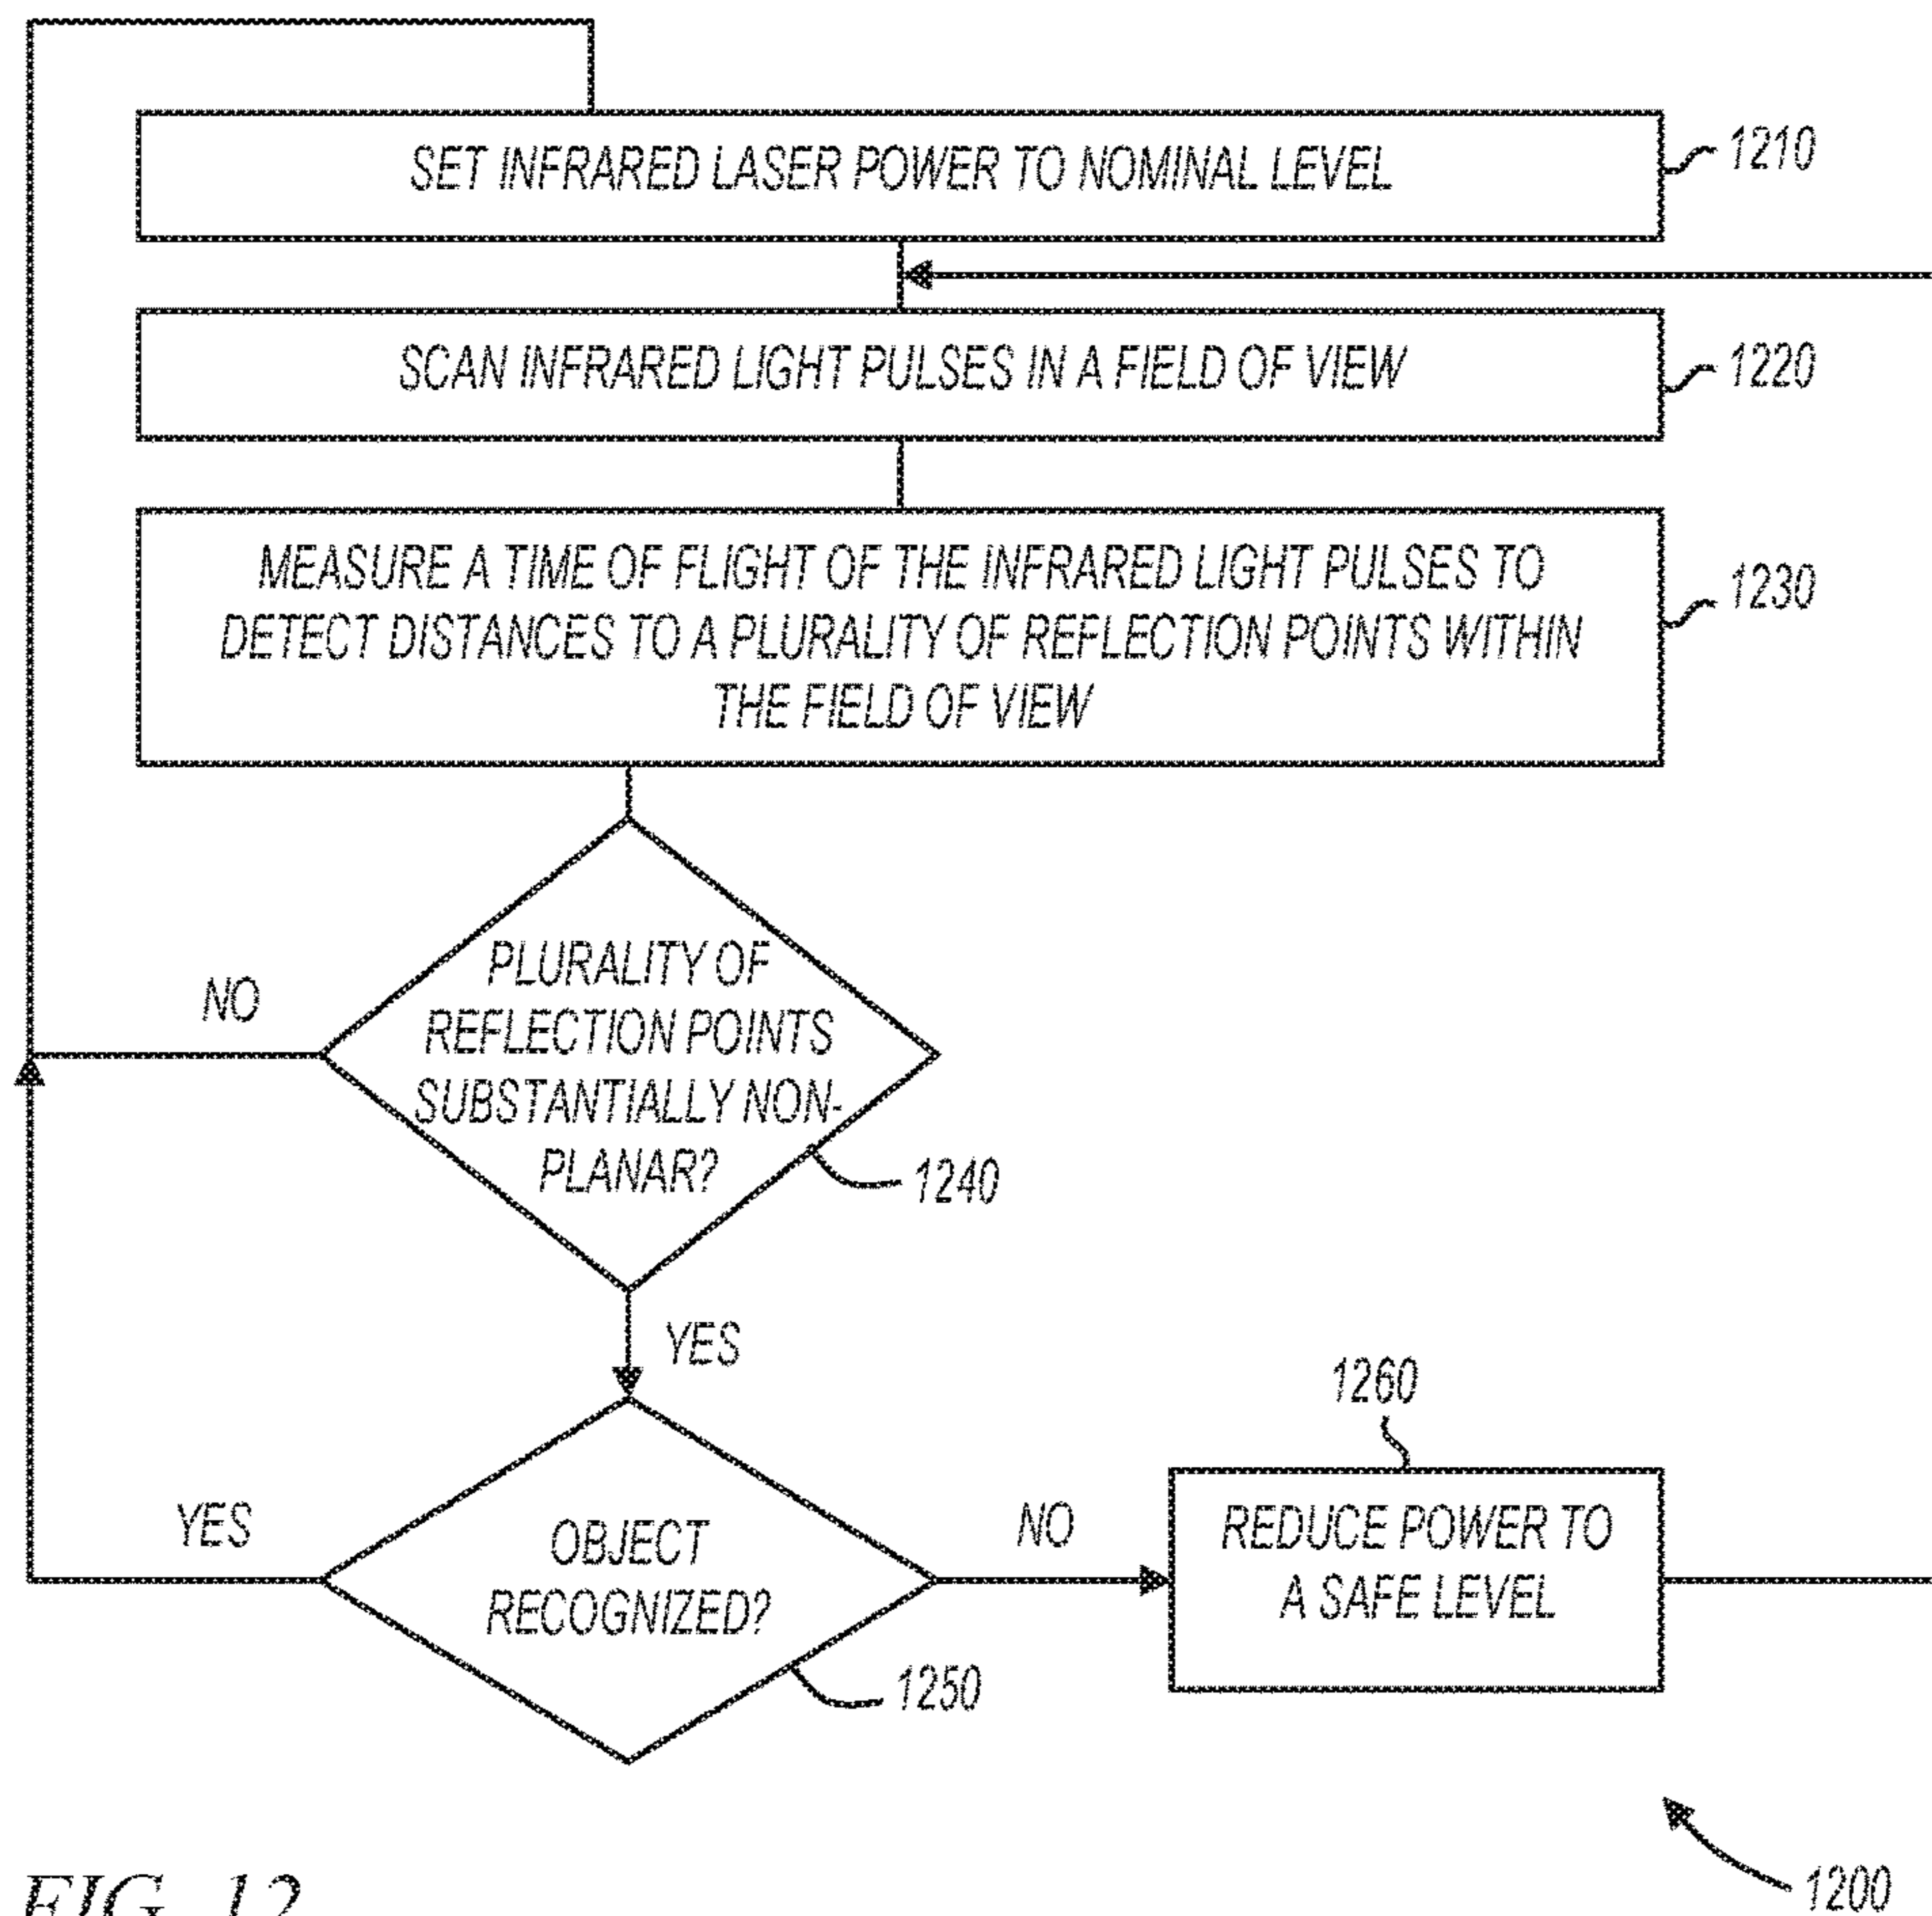 SET INFRARED LASER POWER TO NOMINAL LEVEL
1210
SCAN INFRARED LIGHT PULSES IN A FIELD OF VIEW
1220
MEASURE A TIME OF FLIGHT OF THE INFRARED LIGHT PULSES TO
DETECT DISTANCES TO A PLURALITY OF REFLECTION POINTS WITHIN
THE FIELD OF VIEW
1230
PLURALITY OF
REFLECTION POINTS
SUBSTANTIALLY NON-
PLANAR?
NO
1240
YES
1260
YES
OBJECT
RECOGNIZED?
NO
REDUCE POWER TO
A SAFE LEVEL
1250
1200
FIG. 12